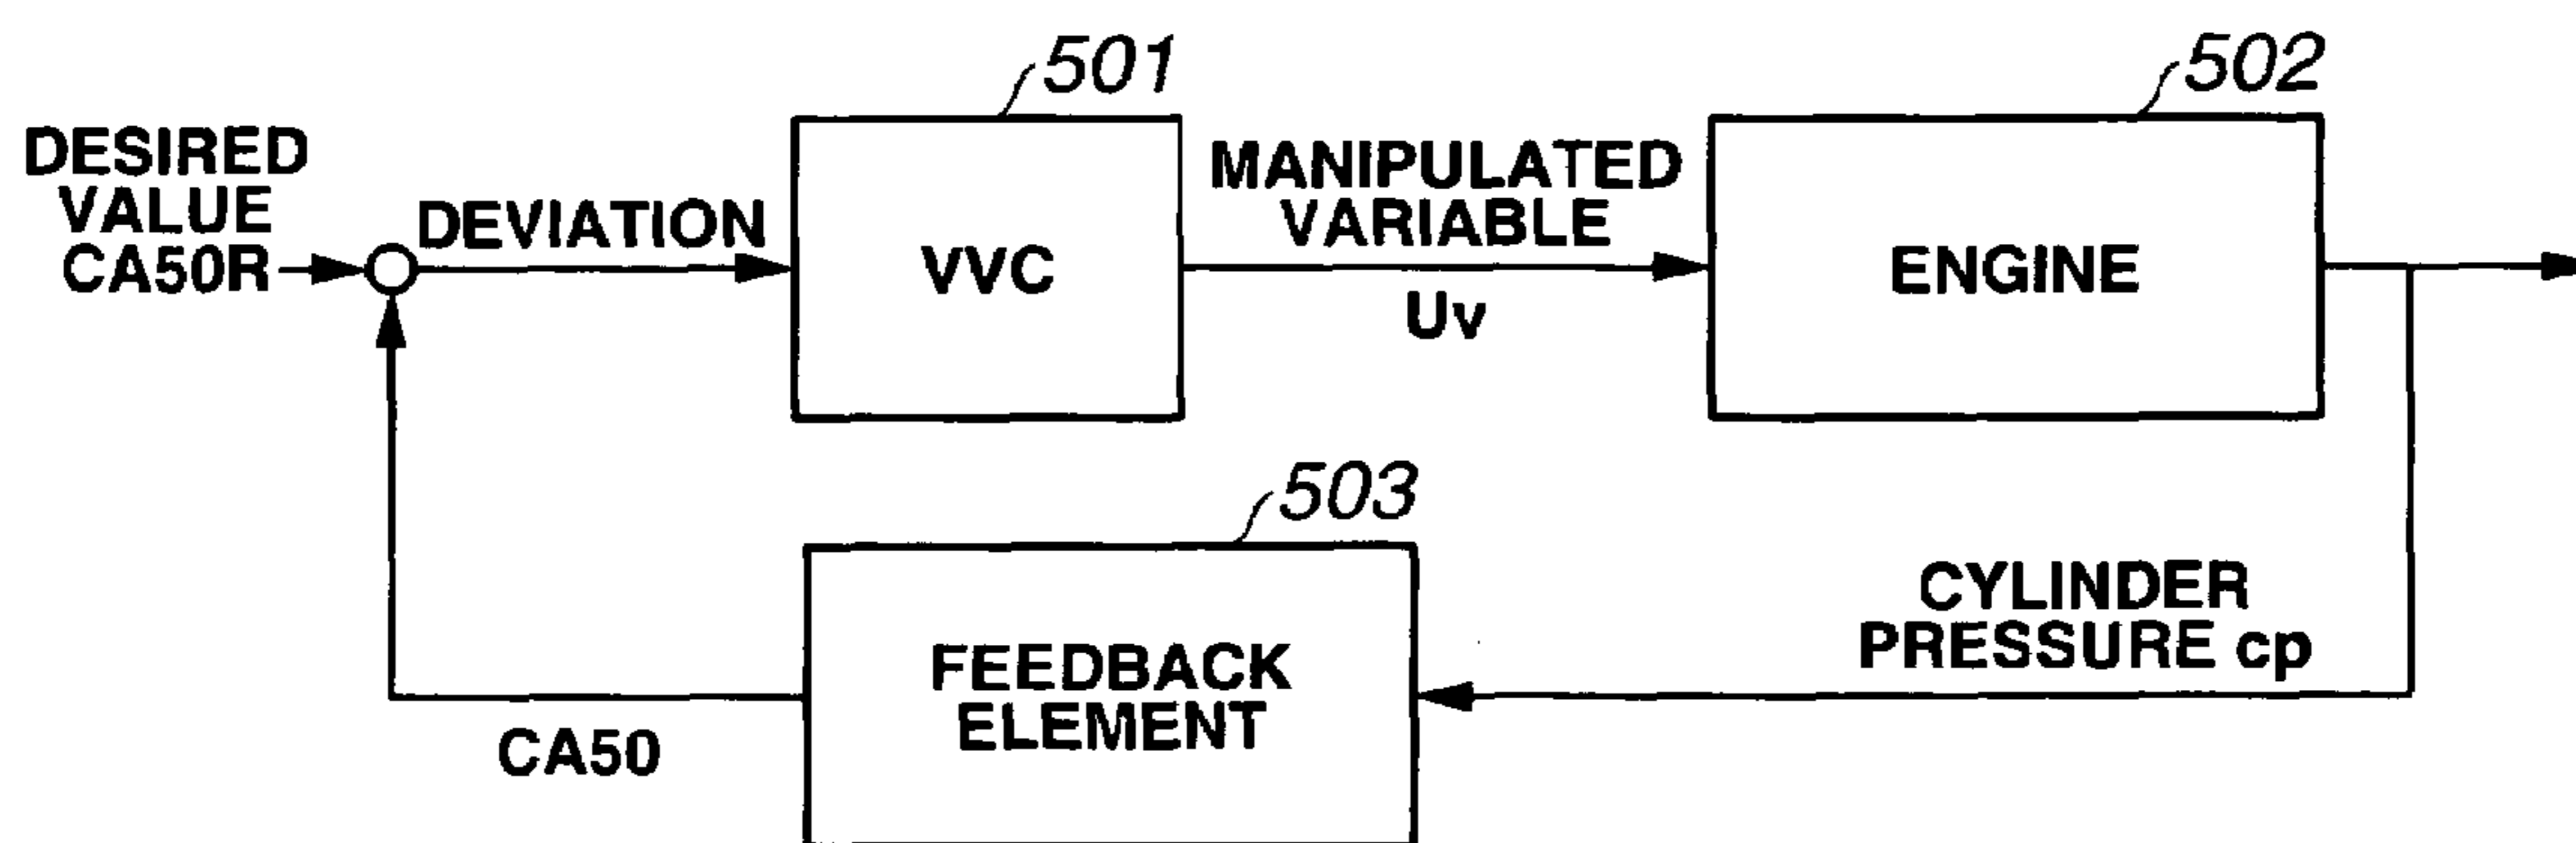 501
502
DESIRED
VALUE
CA50R
DEVIATION
VVC
MANIPULATED
VARIABLE
Uv
ENGINE
503
FEEDBACK
ELEMENT
CYLINDER
PRESSURE cp
CA50